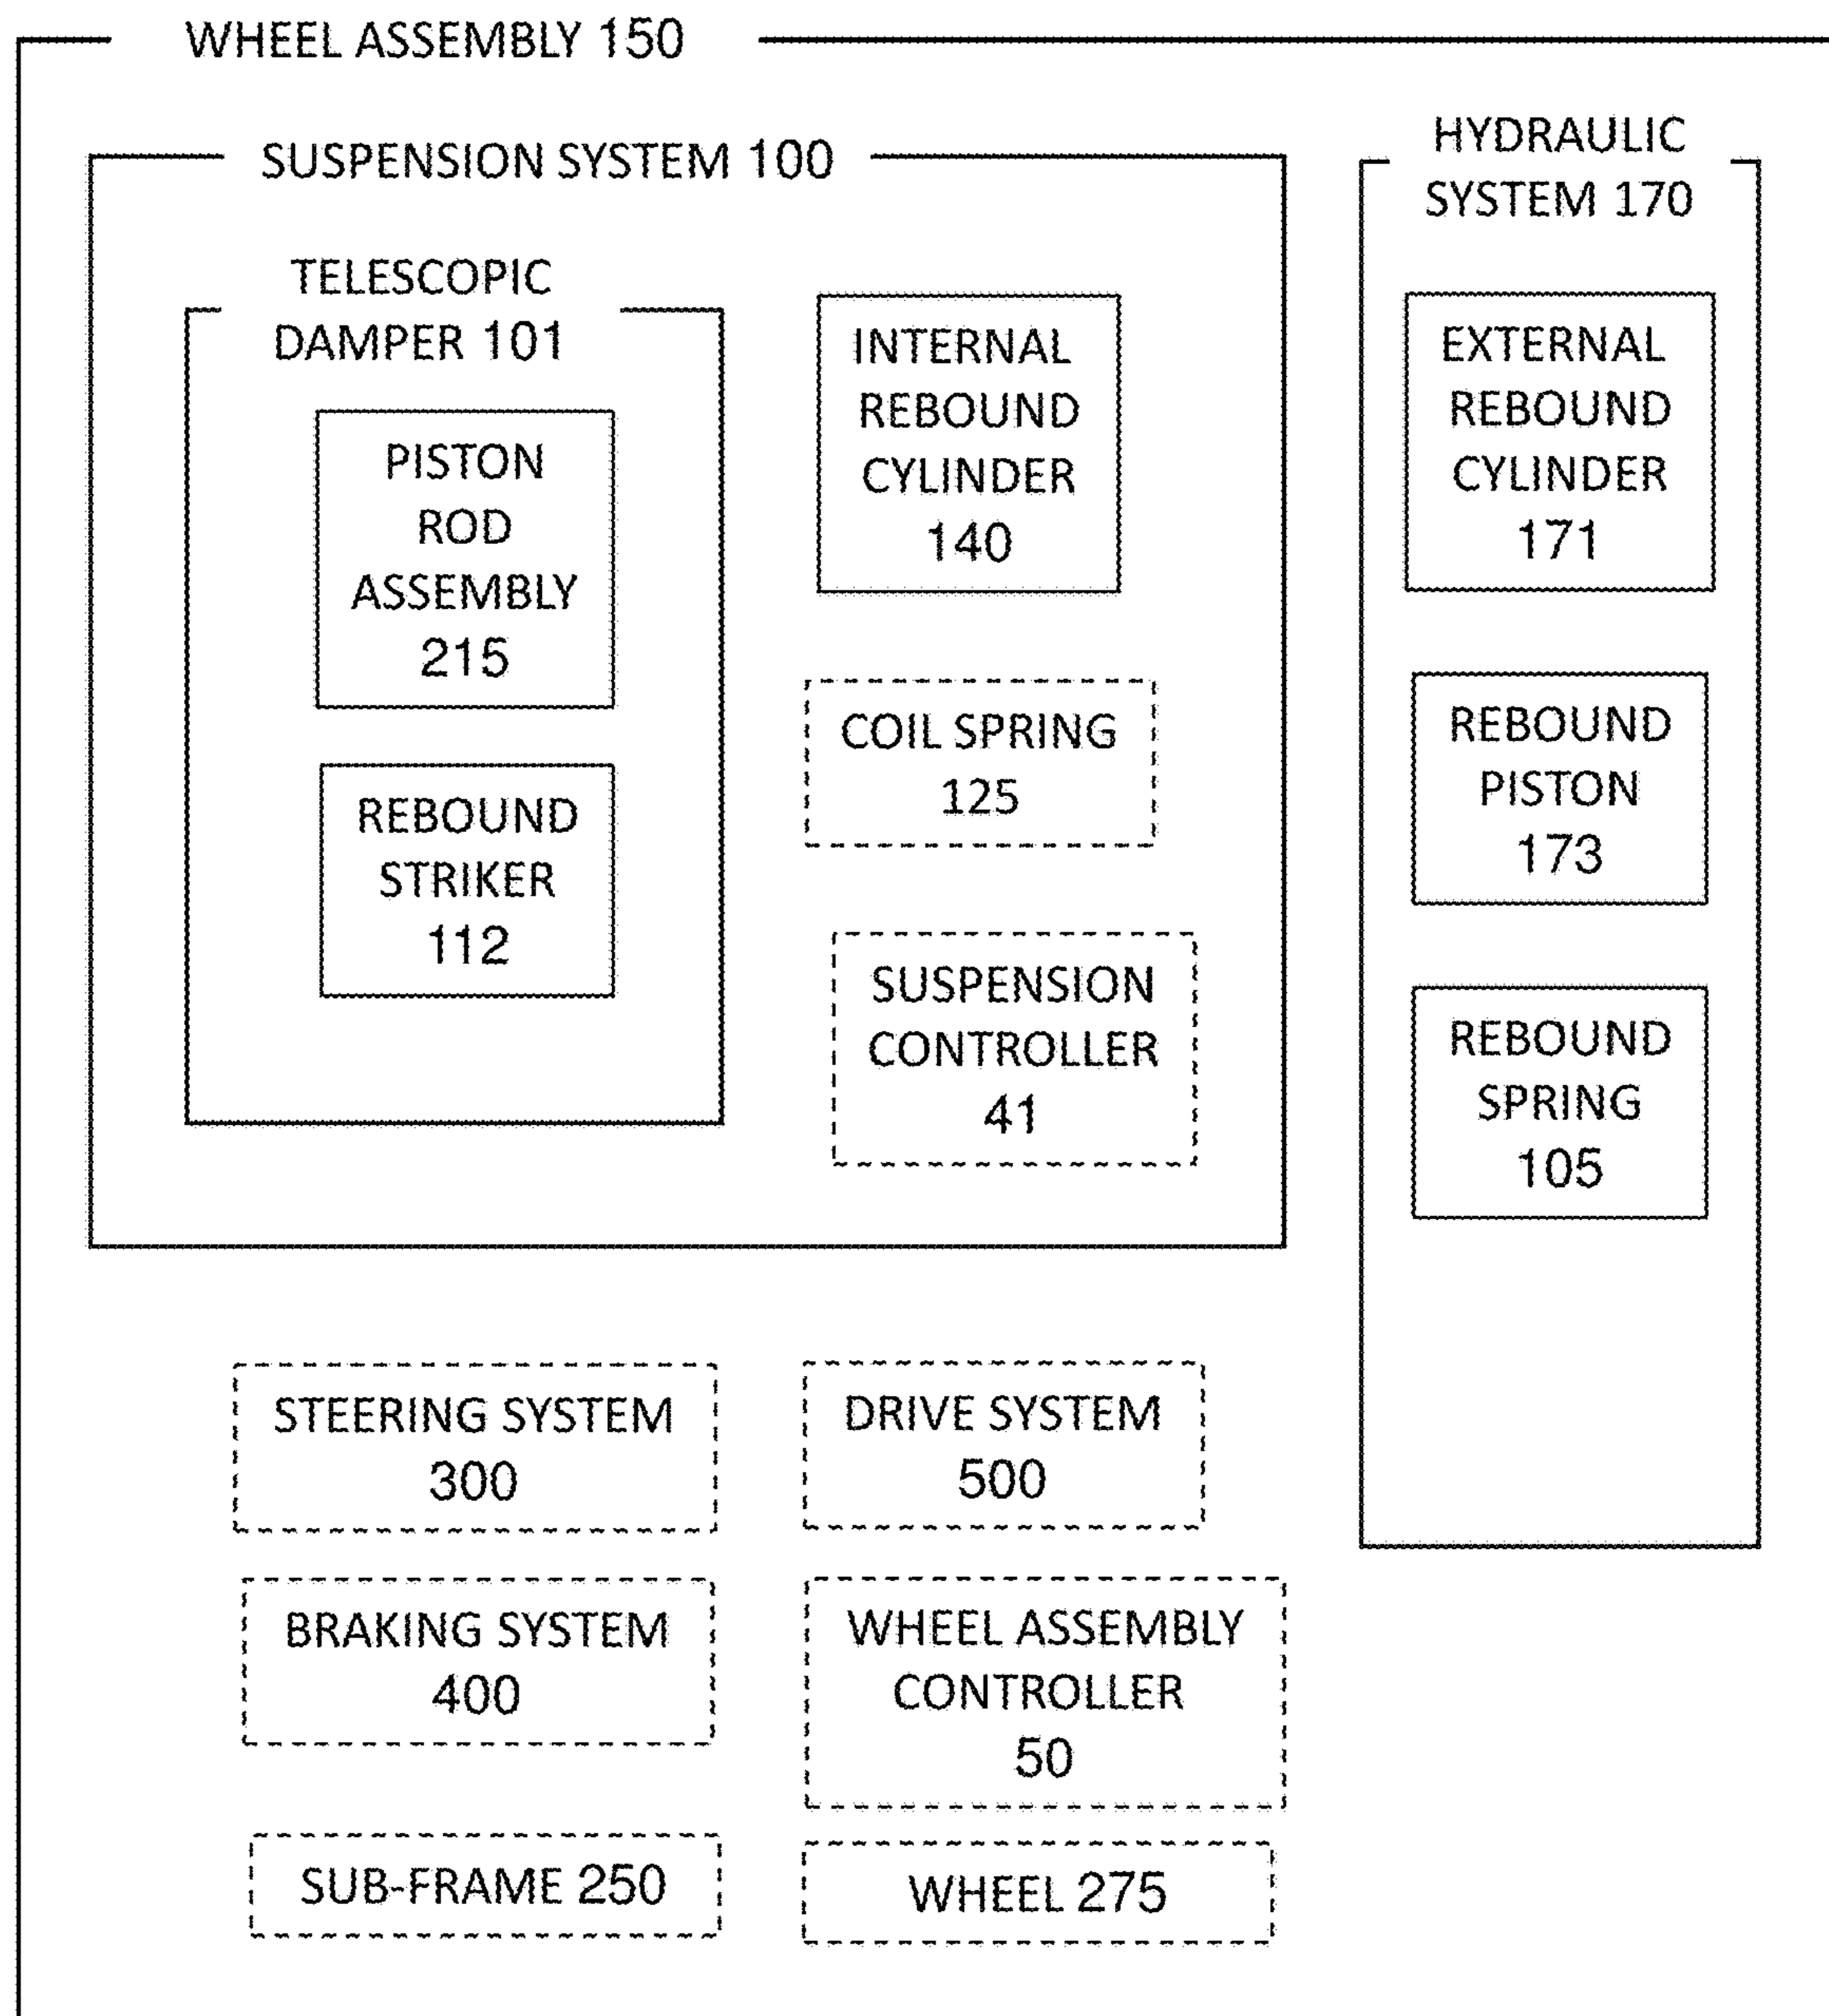 WHEEL ASSEMBLY 150
SUSPENSION SYSTEM 100
TELESCOPIC
DAMPER 101
PISTON
ROD
ASSEMBLY
215
REBOUND
STRIKER
112
INTERNAL
REBOUND
CYLINDER
140
COIL SPRING
125
SUSPENSION
CONTROLLER
41
HYDRAULIC
SYSTEM 170
EXTERNAL
REBOUND
CYLINDER
171
REBOUND
PISTON
173
REBOUND
SPRING
105
STEERING SYSTEM
300
DRIVE SYSTEM
500
BRAKING SYSTEM
400
WHEEL ASSEMBLY
CONTROLLER
50
SUB-FRAME 250
WHEEL 275